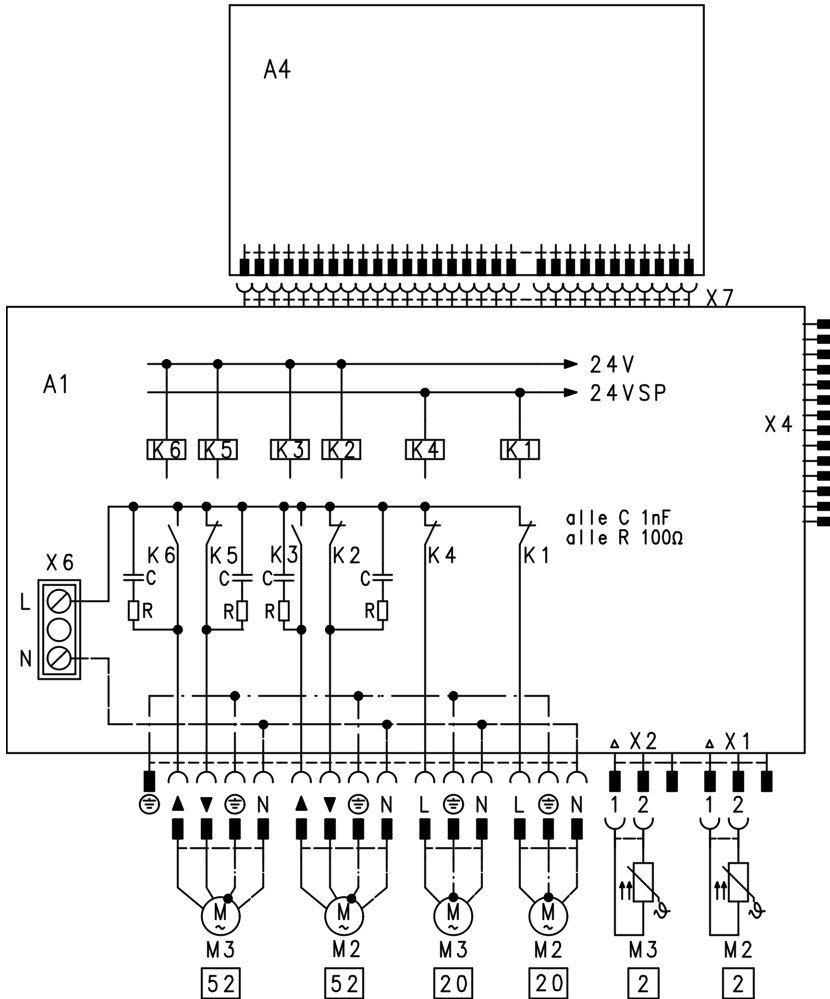 A4
X7
24V
A1
24VSP
X4
K6 K5 K3 K2 K4 K1
alle C 1nF
alle R 100Ω
K6 K5 K3 K2 K4 K1
X6
C C C C
L
R R R R
N
Δ X2 Δ X1
▲ ▼ N ▲ ▼ N L N L N 1 2 1 2
M M M M
~ ~ ~ ~
ϑ ϑ
M3 M2 M3 M2 M3 M2
52 52 20 20 2 2